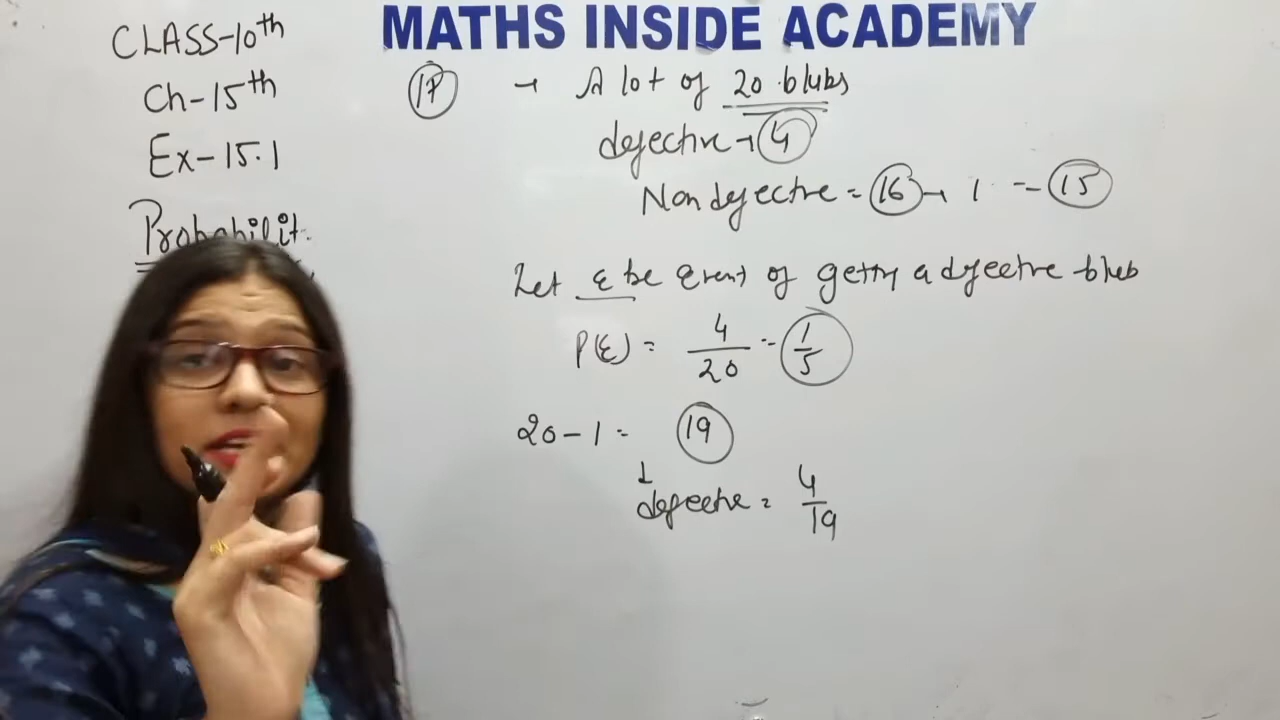 MATHS INSIDE ACADEMY
CLASS-10th
Ch-15th
Ex-15.1
Probabilit
17 → A lot of 20 blubs
defective → 4
Non defective = 16 → 1 = 15
Let E be Event of getting a defective blub
P(E) = 4/20 = 1/5
20 - 1 = 19
↓
defective = 4/19